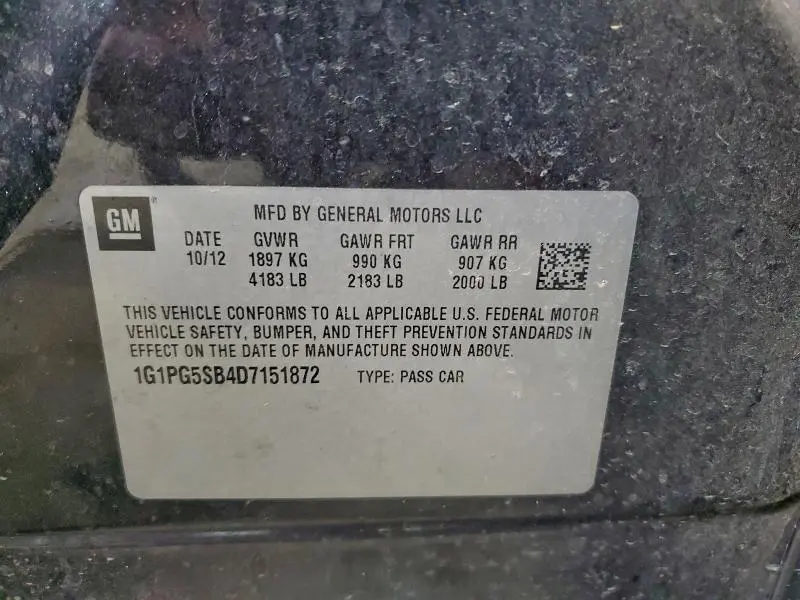 GM ®
MFD BY GENERAL MOTORS LLC
DATE GVWR GAWR FRT GAWR RR
10/12 1897 KG 990 KG 907 KG
4183 LB 2183 LB 2000 LB
THIS VEHICLE CONFORMS TO ALL APPLICABLE U.S. FEDERAL MOTOR
VEHICLE SAFETY, BUMPER, AND THEFT PREVENTION STANDARDS IN
EFFECT ON THE DATE OF MANUFACTURE SHOWN ABOVE.
1G1PG5SB4D7151872 TYPE: PASS CAR